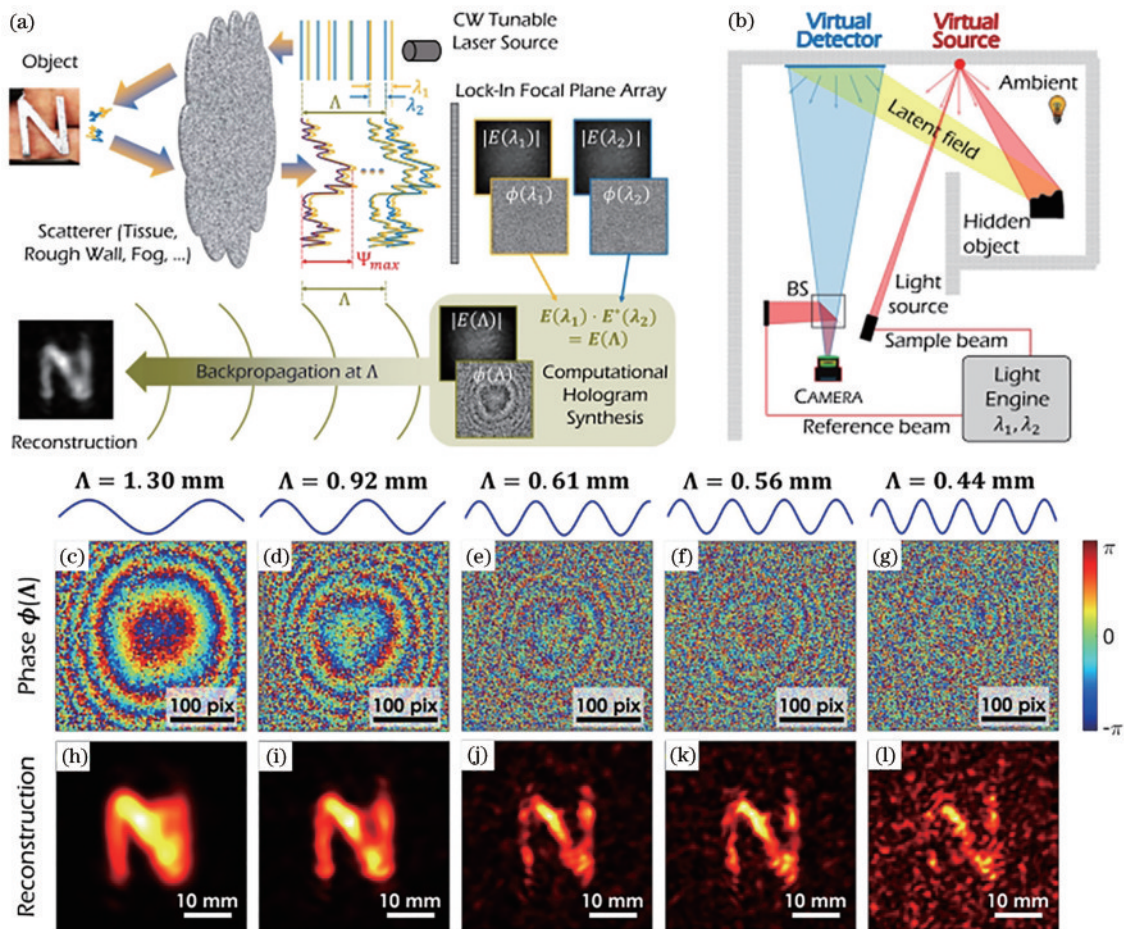 (a)
Object
CW Tunable
Laser Source
λ₁
λ₂
Λ
Lock-In Focal Plane Array
|E(λ₁)|
|E(λ₂)|
ϕ(λ₁)
ϕ(λ₂)
Scatterer (Tissue,
Rough Wall, Fog, ...)
Ψmax
Λ
E(λ₁) · E*(λ₂)
= E(Λ)
|E(Λ)|
ϕ(Λ)
Backpropagation at Λ
Computational
Hologram
Synthesis
Reconstruction
(b)
Virtual
Detector
Virtual
Source
Ambient
Latent field
Hidden
object
BS
Light
source
Sample beam
CAMERA
Reference beam
Light
Engine
λ₁, λ₂
Λ = 1.30 mm
Λ = 0.92 mm
Λ = 0.61 mm
Λ = 0.56 mm
Λ = 0.44 mm
Phase ϕ(Λ)
(c)
100 pix
(d)
100 pix
(e)
100 pix
(f)
100 pix
(g)
100 pix
π
0
-π
Reconstruction
(h)
10 mm
(i)
10 mm
(j)
10 mm
(k)
10 mm
(l)
10 mm